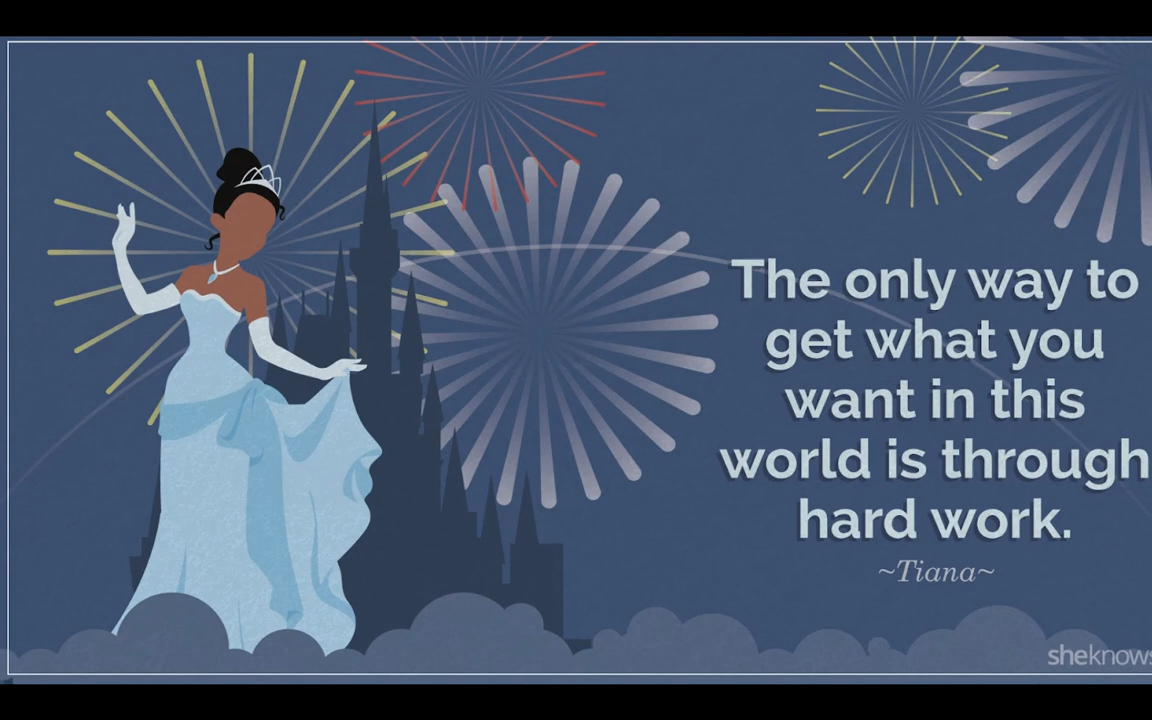 The only way to
get what you
want in this
world is through
hard work.
~Tiana~
sheknows